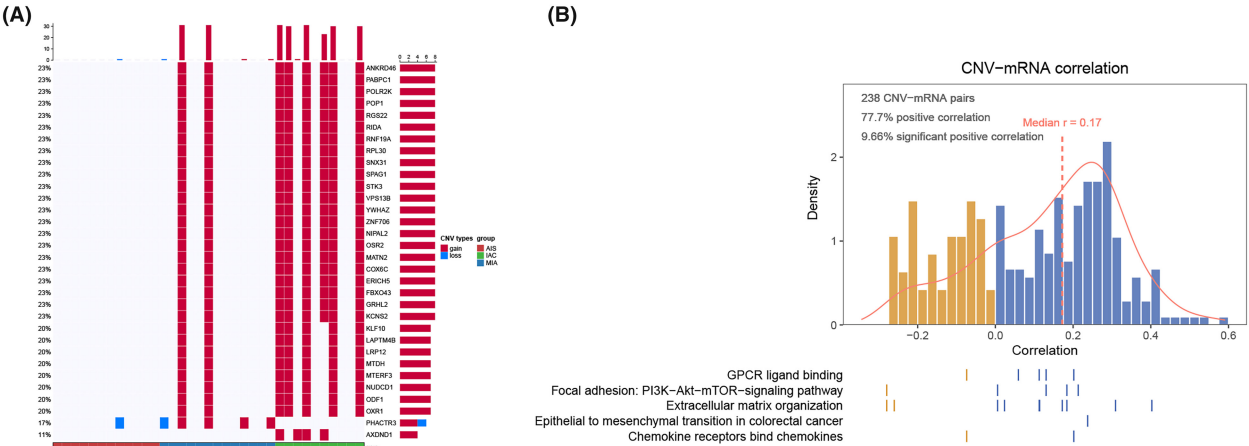 (A)
30
20
10
0
0 2 4 6 8
23% ANKRD46
23% PABPC1
23% POLR2K
23% POP1
23% RGS22
23% RIDA
23% RNF19A
23% RPL30
23% SNX31
23% SPAG1
23% STK3
23% VPS13B
23% YWHAZ
23% ZNF706
23% NIPAL2
23% OSR2
23% MATN2
23% COX6C
23% ERICH5
23% FBXO43
23% GRHL2
23% KCNS2
20% KLF10
20% LAPTM4B
20% LRP12
20% MTDH
20% MTERF3
20% NUDCD1
20% ODF1
20% OXR1
17% PHACTR3
11% AXDND1
CNV types group
gain AIS
loss IAC
MIA
(B)
CNV−mRNA correlation
238 CNV−mRNA pairs
77.7% positive correlation
9.66% significant positive correlation
Median r = 0.17
Density
2
1
0
−0.2 0.0 0.2 0.4 0.6
Correlation
GPCR ligand binding
Focal adhesion: PI3K−Akt−mTOR−signaling pathway
Extracellular matrix organization
Epithelial to mesenchymal transition in colorectal cancer
Chemokine receptors bind chemokines